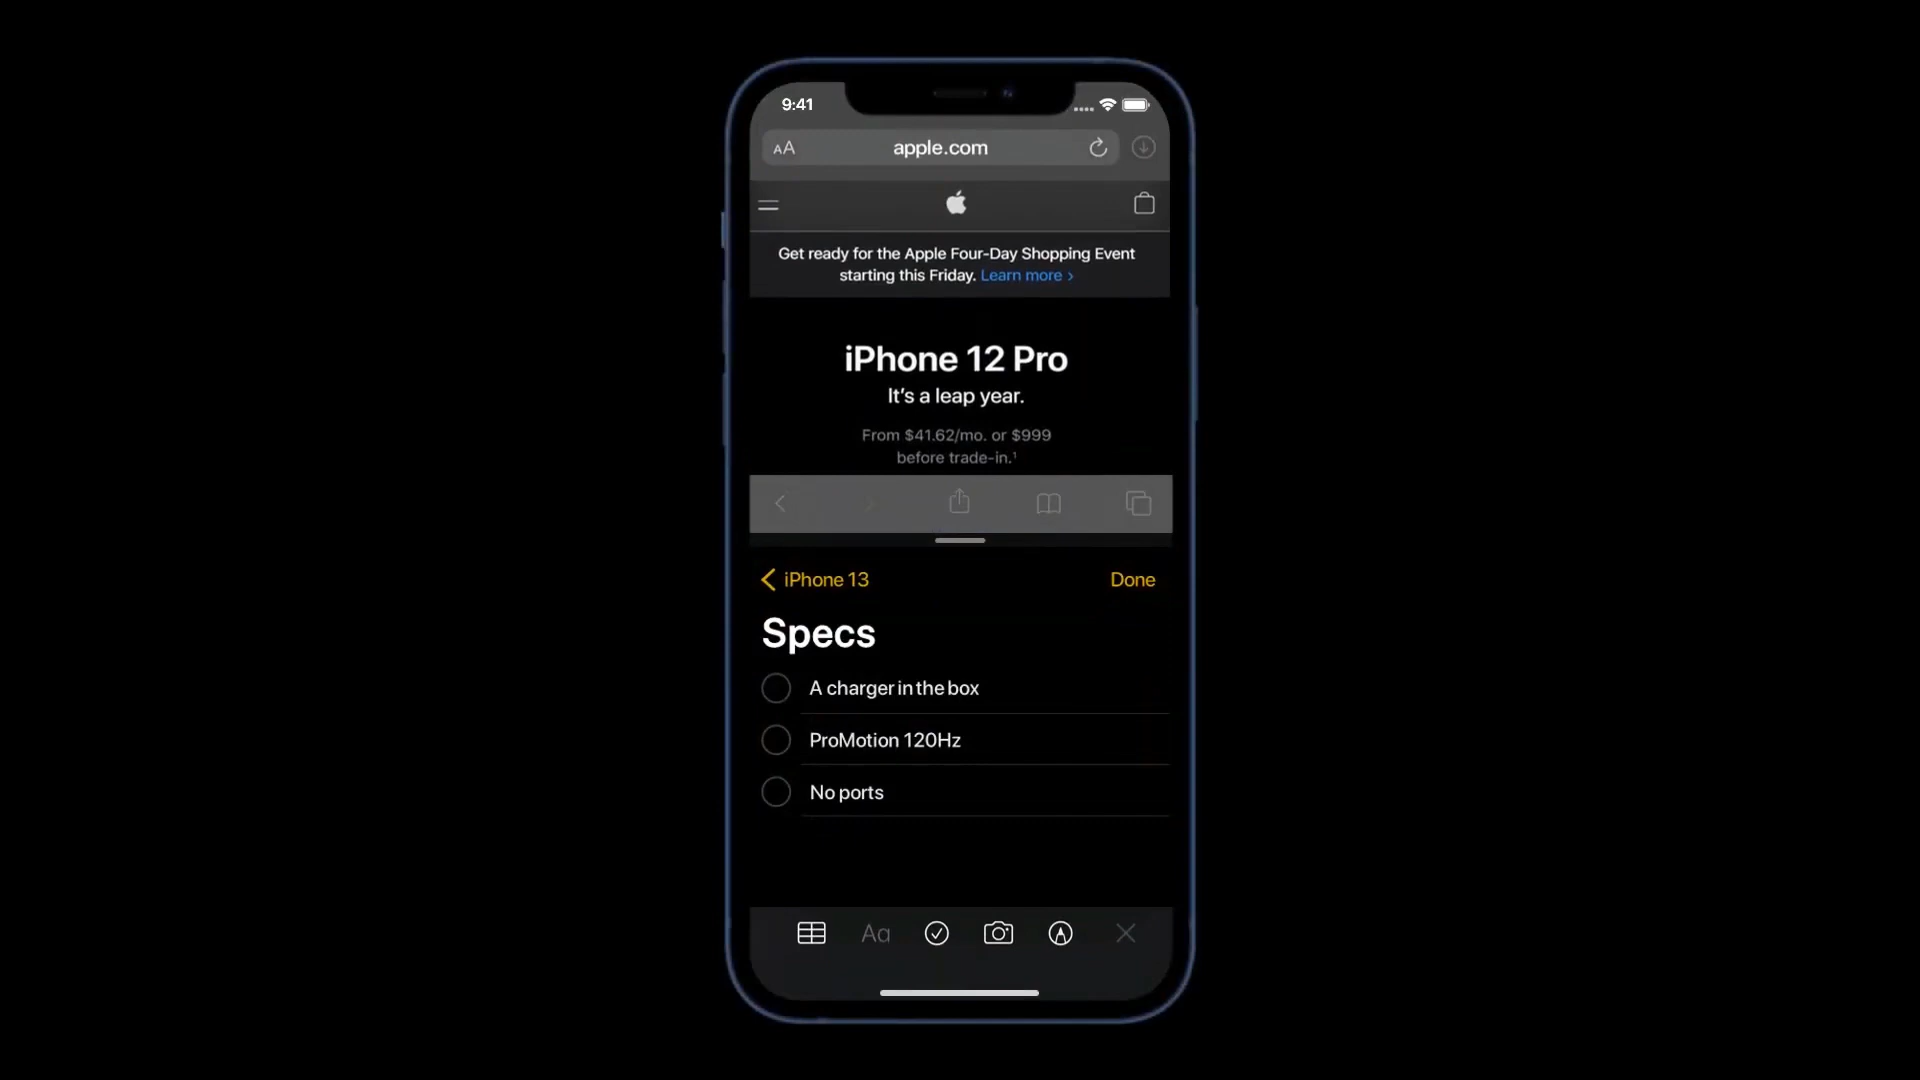 9:41
AA apple.com
Get ready for the Apple Four-Day Shopping Event
starting this Friday. Learn more ›
iPhone 12 Pro
It's a leap year.
From $41.62/mo. or $999
before trade-in.¹
iPhone 13 Done
Specs
A charger in the box
ProMotion 120Hz
No ports
Aa